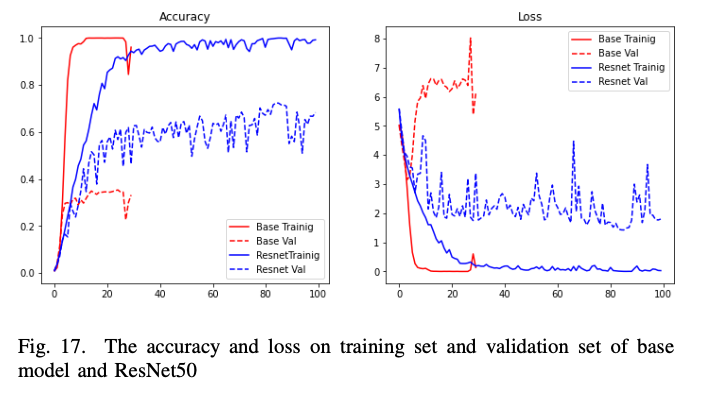 Accuracy
1.0
0.8
0.6
0.4
0.2
0.0
0 20 40 60 80 100
Base Trainig
Base Val
ResnetTrainig
Resnet Val
Loss
8
7
6
5
4
3
2
1
0
0 20 40 60 80 100
Base Trainig
Base Val
Resnet Trainig
Resnet Val
Fig. 17. The accuracy and loss on training set and validation set of base
model and ResNet50